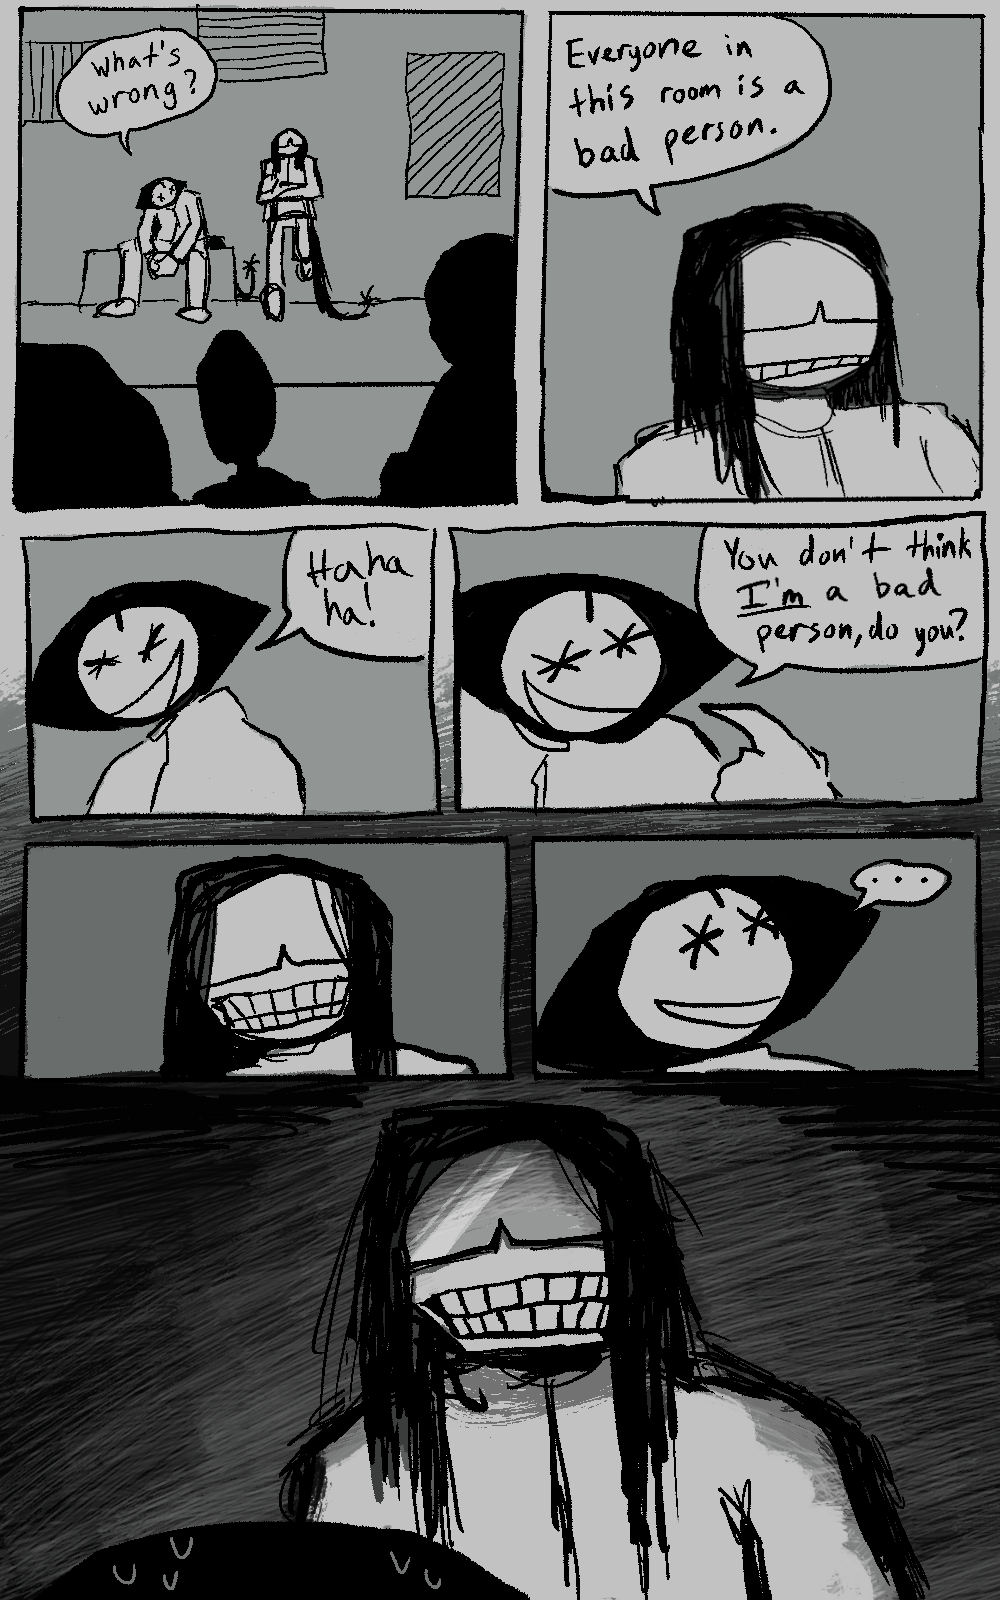 What's
wrong?
Everyone in
this room is a
bad person.
Haha
ha!
You don't think
I'm a bad
person, do you?
...